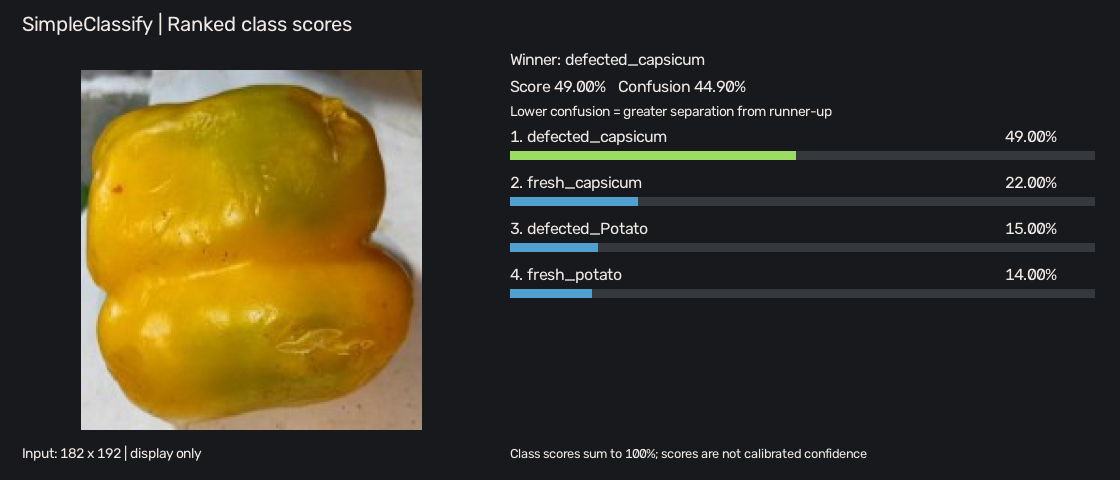 SimpleClassify | Ranked class scores
Winner: defected_capsicum
Score 49.00%   Confusion 44.90%
Lower confusion = greater separation from runner-up
1. defected_capsicum 49.00%
2. fresh_capsicum 22.00%
3. defected_Potato 15.00%
4. fresh_potato 14.00%
Input: 182 x 192 | display only
Class scores sum to 100%; scores are not calibrated confidence